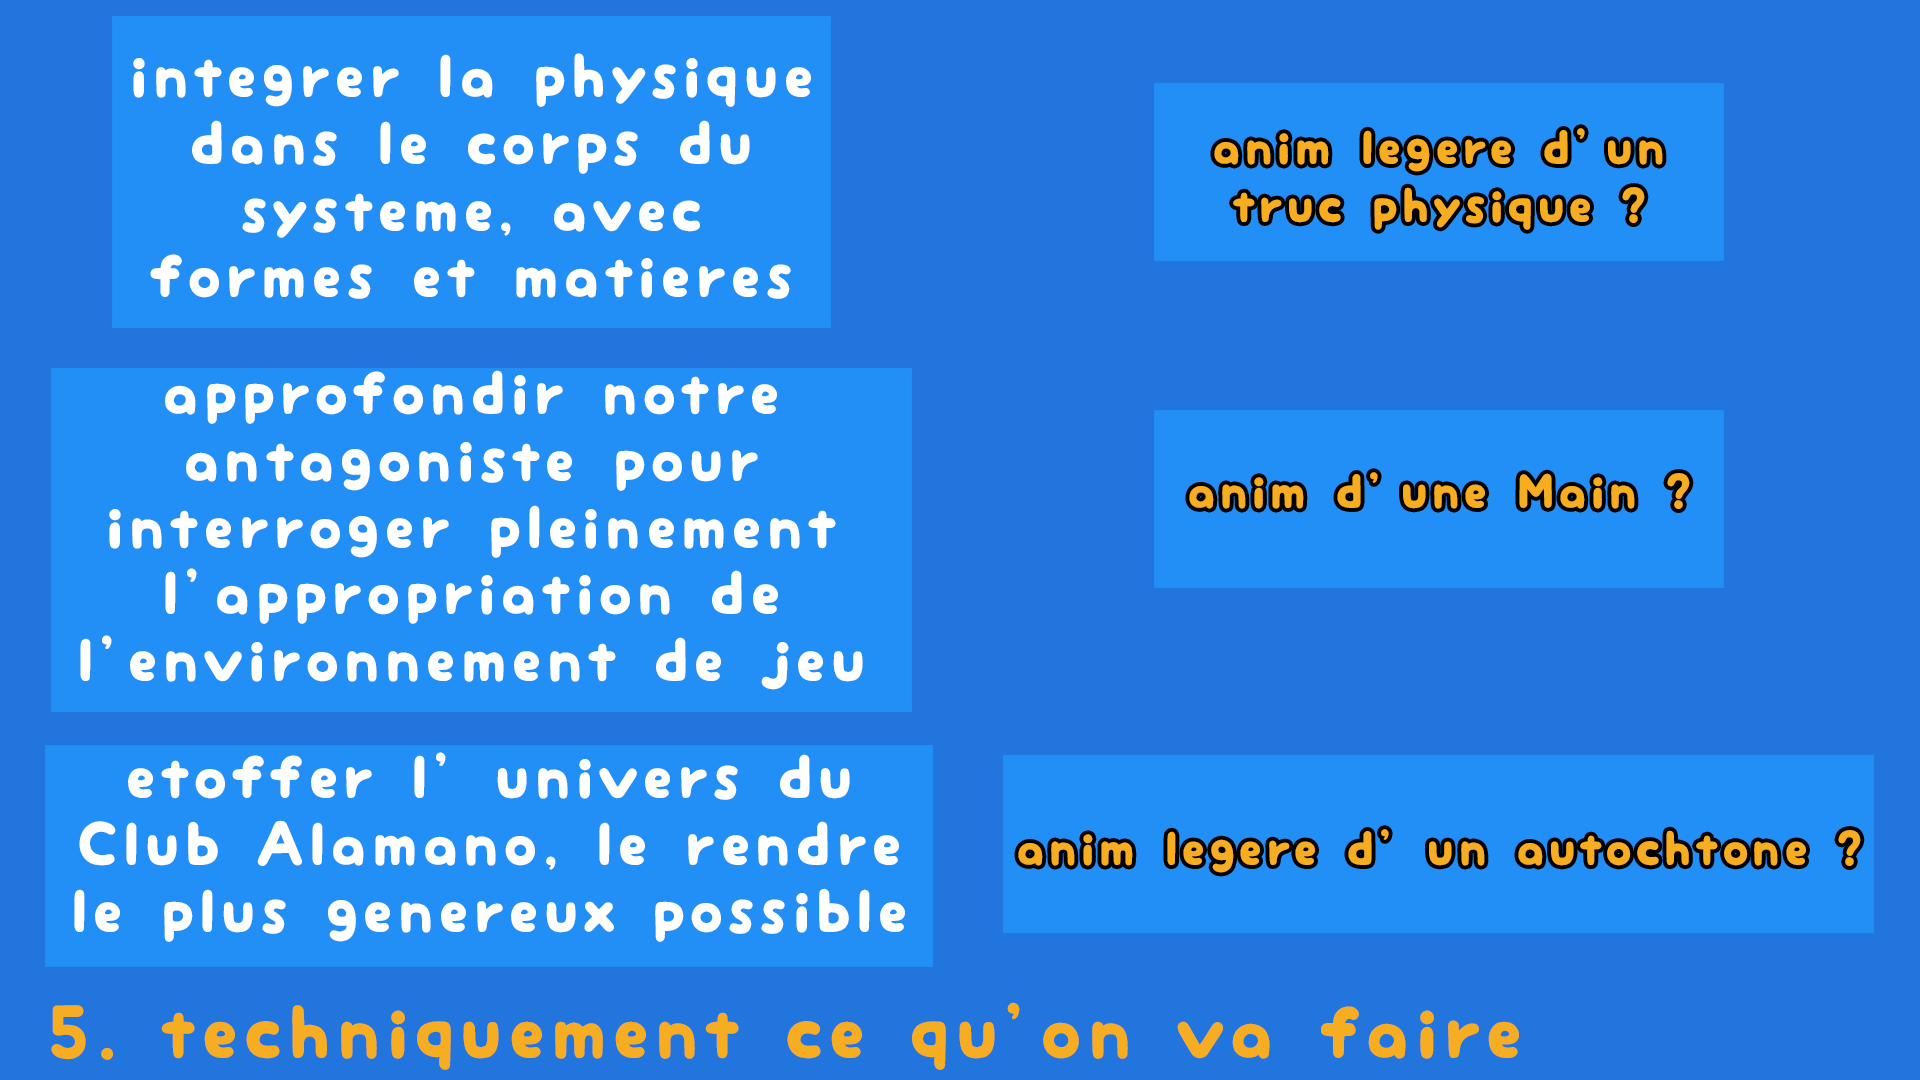 integrer la physique
dans le corps du
systeme, avec
formes et matieres
anim legere d'un
truc physique ?
approfondir notre
antagoniste pour
interroger pleinement
l'appropriation de
l'environnement de jeu
anim d'une Main ?
etoffer l' univers du
Club Alamano, le rendre
le plus genereux possible
anim legere d' un autochtone ?
5. techniquement ce qu'on va faire